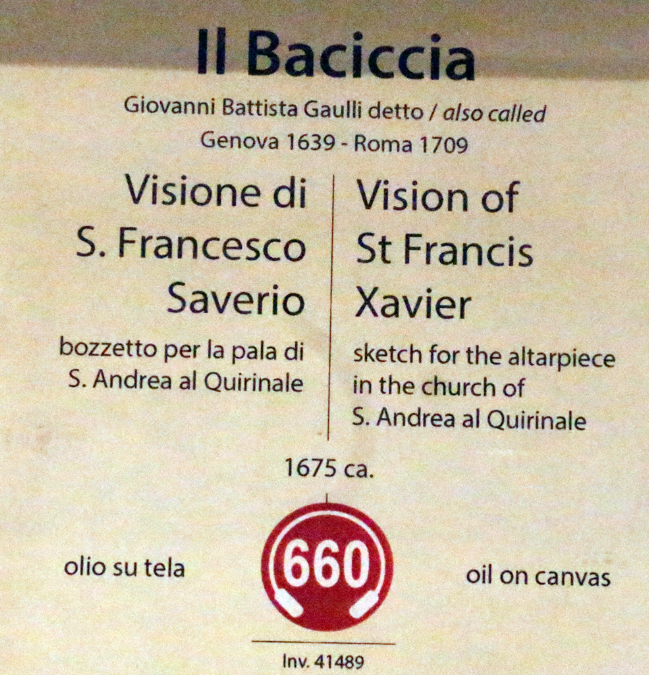 Il Baciccia
Giovanni Battista Gaulli detto / also called
Genova 1639 - Roma 1709
Visione di
S. Francesco
Saverio
bozzetto per la pala di
S. Andrea al Quirinale
Vision of
St Francis
Xavier
sketch for the altarpiece
in the church of
S. Andrea al Quirinale
1675 ca.
olio su tela
660
oil on canvas
Inv. 41489